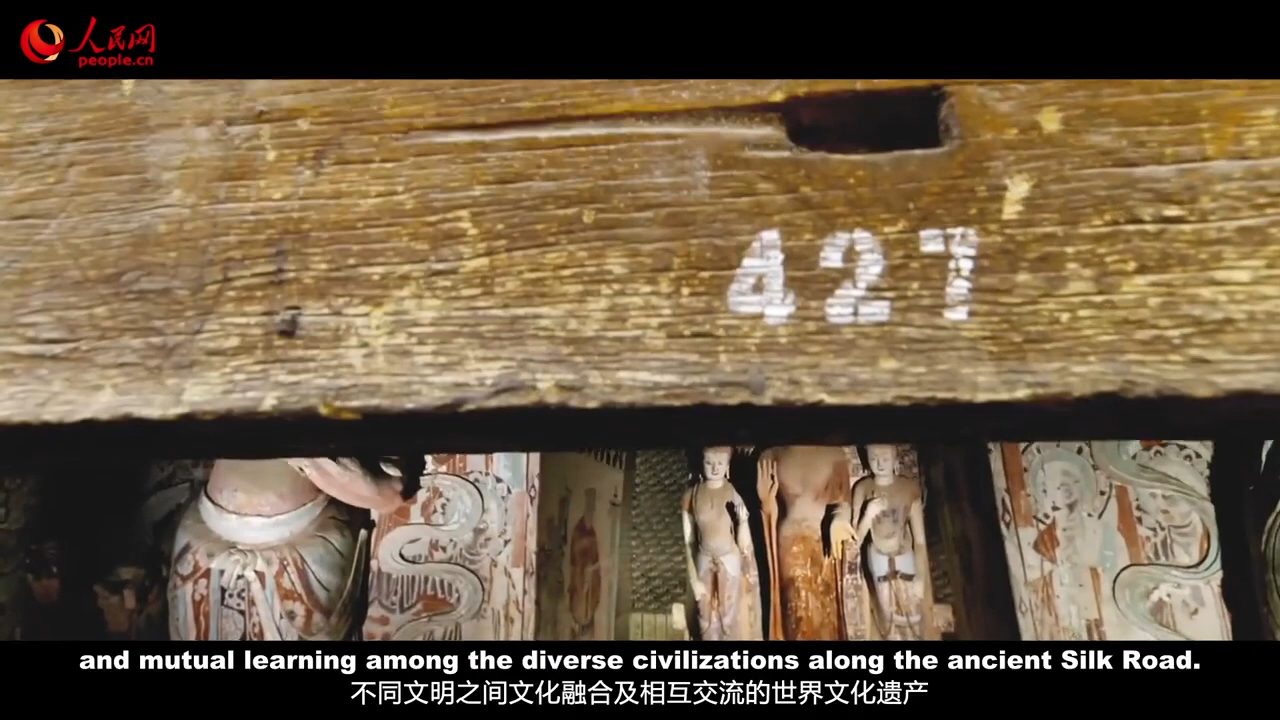 人民网
people.cn
427
and mutual learning among the diverse civilizations along the ancient Silk Road.
不同文明之间文化融合及相互交流的世界文化遗产